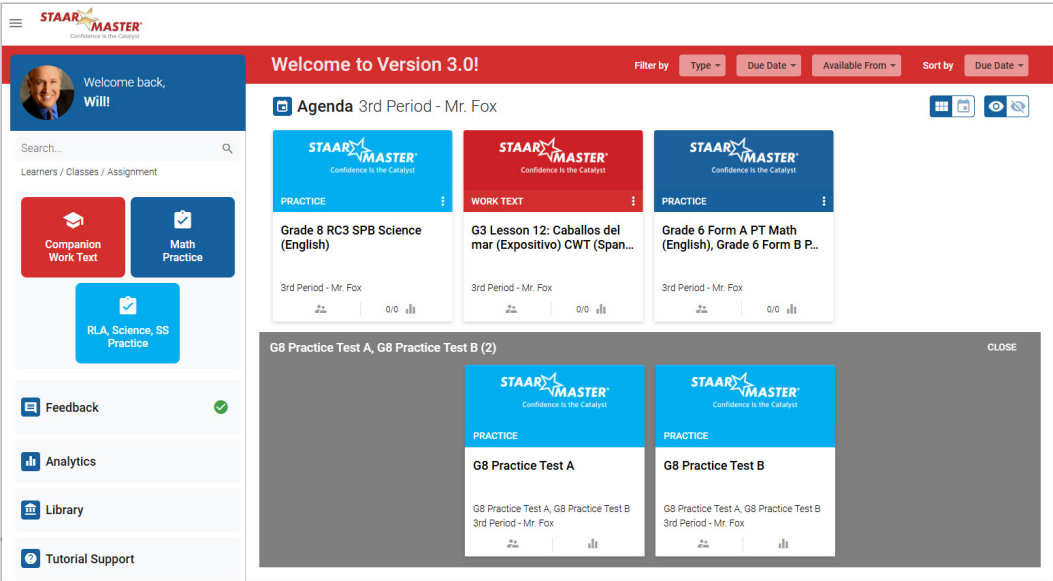 STAAR
MASTER®
Confidence Is the Catalyst
Welcome back,
Will!
Search...
Learners / Classes / Assignment
Companion
Work Text
Math
Practice
RLA, Science, SS
Practice
Feedback
Analytics
Library
Tutorial Support
Welcome to Version 3.0!
Filter by
Type
Due Date
Available From
Sort by
Due Date
Agenda 3rd Period - Mr. Fox
STAAR
MASTER®
Confidence Is the Catalyst
PRACTICE
Grade 8 RC3 SPB Science
(English)
3rd Period - Mr. Fox
0/0
STAAR
MASTER®
Confidence Is the Catalyst
WORK TEXT
G3 Lesson 12: Caballos del
mar (Expositivo) CWT (Span...
3rd Period - Mr. Fox
0/0
STAAR
MASTER®
Confidence Is the Catalyst
PRACTICE
Grade 6 Form A PT Math
(English), Grade 6 Form B P...
3rd Period - Mr. Fox
0/0
G8 Practice Test A, G8 Practice Test B (2)
CLOSE
STAAR
MASTER®
Confidence Is the Catalyst
PRACTICE
G8 Practice Test A
G8 Practice Test A, G8 Practice Test B
3rd Period - Mr. Fox
STAAR
MASTER®
Confidence Is the Catalyst
PRACTICE
G8 Practice Test B
G8 Practice Test A, G8 Practice Test B
3rd Period - Mr. Fox